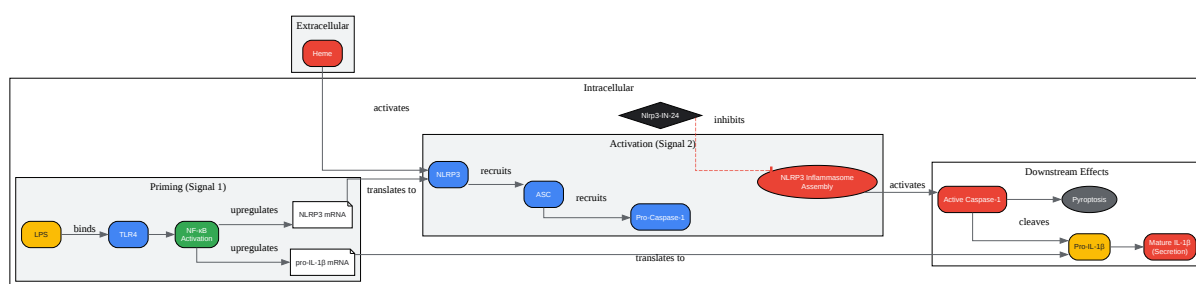 Extracellular
Heme
Intracellular
activates
Nlrp3-IN-24
inhibits
Activation (Signal 2)
NLRP3
recruits
ASC
recruits
Pro-Caspase-1
NLRP3 Inflammasome
Assembly
activates
Priming (Signal 1)
LPS
binds
TLR4
NF-κB
Activation
upregulates
NLRP3 mRNA
translates to
upregulates
pro-IL-1β mRNA
translates to
Downstream Effects
Active Caspase-1
Pyroptosis
cleaves
Pro-IL-1β
Mature IL-1β
(Secretion)